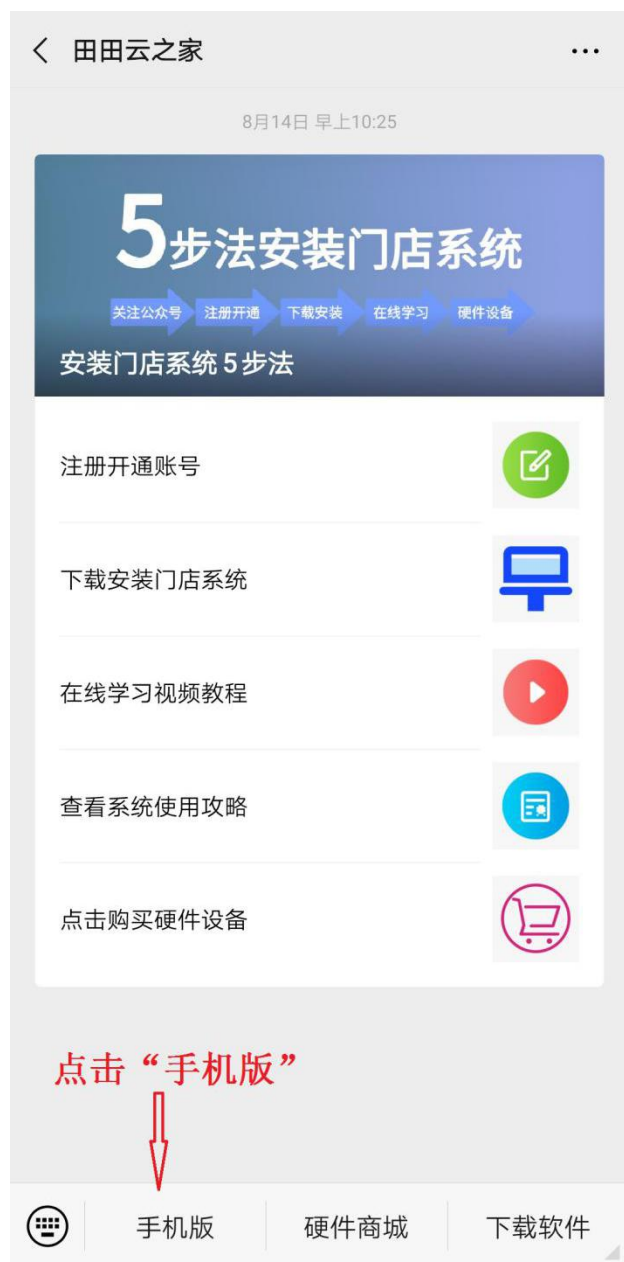 田田云之家
8月14日 早上10:25
5步法安装门店系统
关注公众号 注册开通 下载安装 在线学习 硬件设备
安装门店系统5步法
注册开通账号
下载安装门店系统
在线学习视频教程
查看系统使用攻略
点击购买硬件设备
点击“手机版”
手机版 硬件商城 下载软件